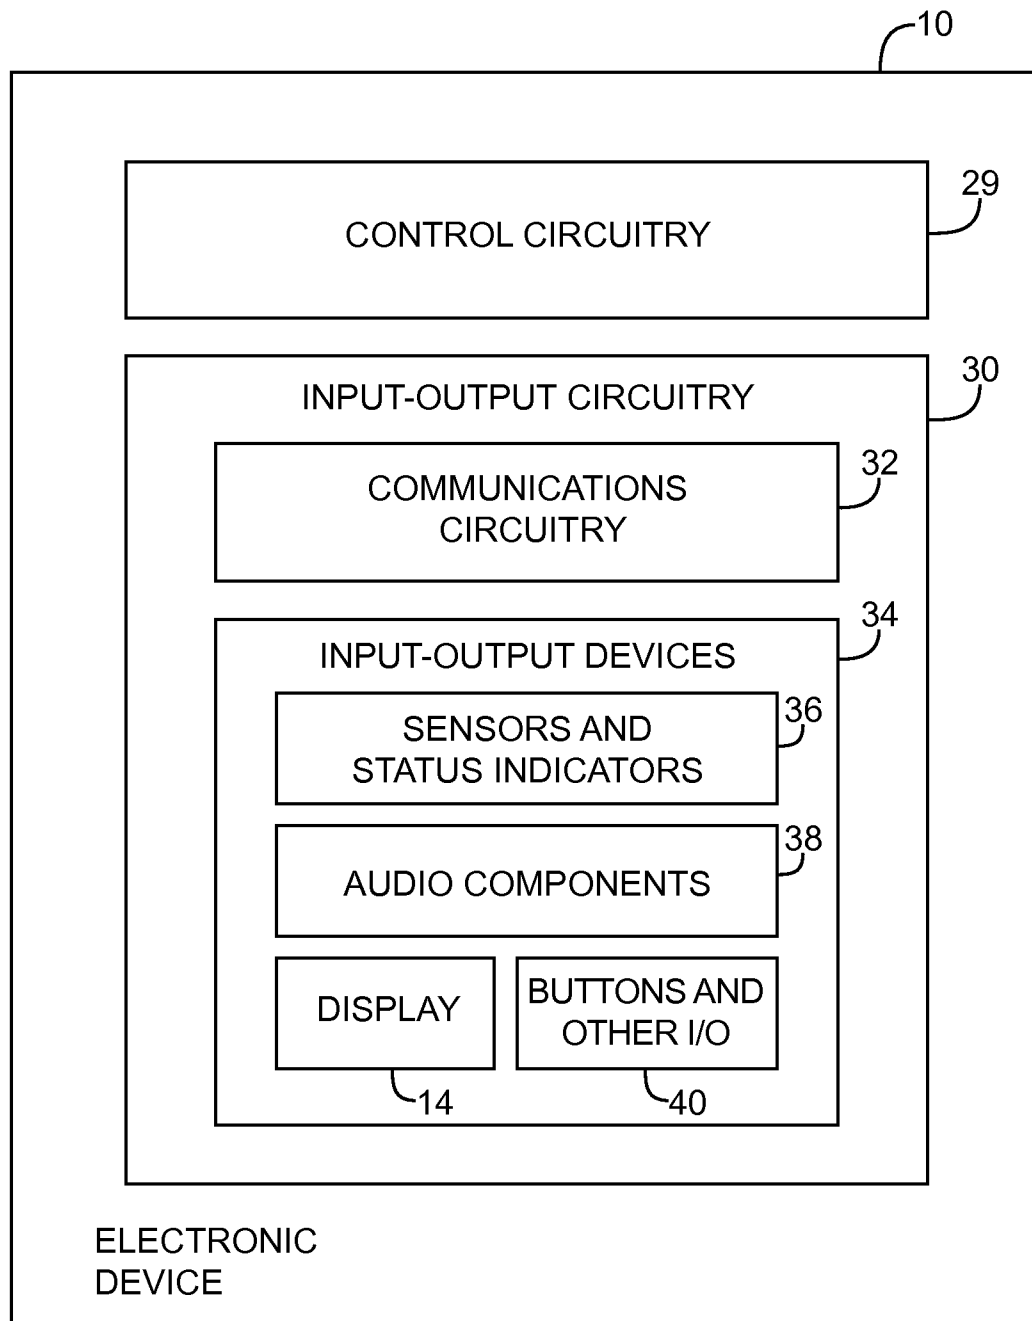 10
29
CONTROL CIRCUITRY
30
INPUT-OUTPUT CIRCUITRY
32
COMMUNICATIONS
CIRCUITRY
34
INPUT-OUTPUT DEVICES
36
SENSORS AND
STATUS INDICATORS
38
AUDIO COMPONENTS
DISPLAY
BUTTONS AND
OTHER I/O
14
40
ELECTRONIC
DEVICE